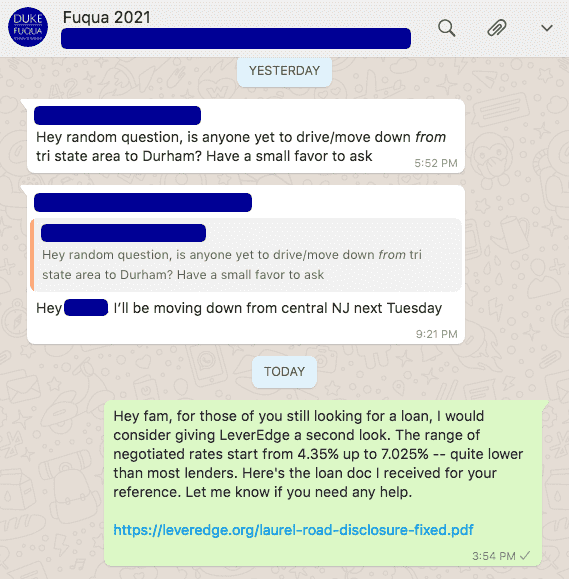 DUKE
FUQUA
Fuqua 2021
YESTERDAY
Hey random question, is anyone yet to drive/move down from
tri state area to Durham? Have a small favor to ask
5:52 PM
Hey random question, is anyone yet to drive/move down from tri
state area to Durham? Have a small favor to ask
Hey I’ll be moving down from central NJ next Tuesday
9:21 PM
TODAY
Hey fam, for those of you still looking for a loan, I would
consider giving LeverEdge a second look. The range of
negotiated rates start from 4.35% up to 7.025% -- quite lower
than most lenders. Here's the loan doc I received for your
reference. Let me know if you need any help.
https://leveredge.org/laurel-road-disclosure-fixed.pdf
3:54 PM